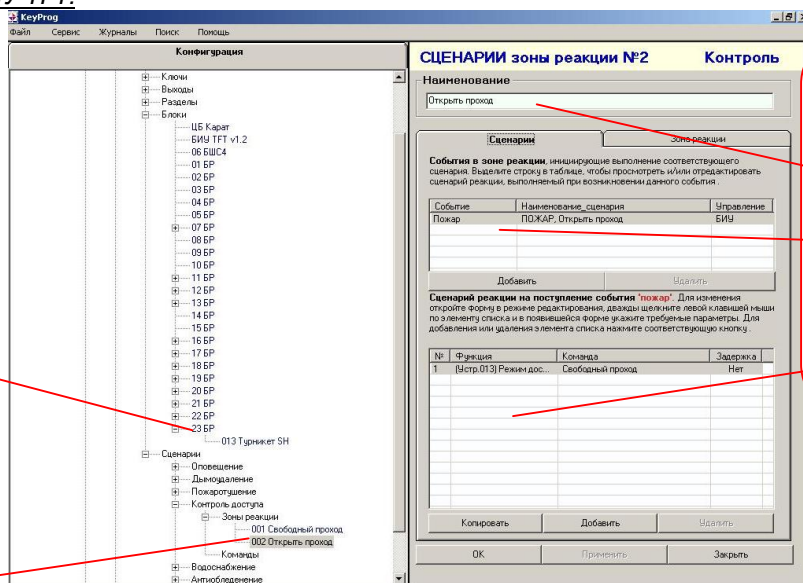 KeyProg
Файл Сервис Журналы Поиск Помощь
Конфигурация
Ключи
Выходы
Разделы
Блоки
ЦБ Карат
БИУ TFT v1.2
06 БШС4
01 БР
02 БР
03 БР
04 БР
05 БР
07 БР
08 БР
09 БР
10 БР
11 БР
12 БР
13 БР
14 БР
15 БР
16 БР
17 БР
18 БР
19 БР
20 БР
21 БР
22 БР
23 БР
013 Турникет SH
Сценарии
Оповещение
Дымоудаление
Пожаротушение
Контроль доступа
Зоны реакции
001 Свободный проход
002 Открыть проход
Команды
Водоснабжение
Антиобледенение
СЦЕНАРИИ зоны реакции №2 Контроль
Наименование
Открыть проход
Сценарии Зона реакции
События в зоне реакции, инициирующие выполнение соответствующего
сценария. Выделите строку в таблице, чтобы просмотреть и/или отредактировать
сценарий реакции, выполняемый при возникновении данного события .
Событие Наименование_сценария Управление
Пожар ПОЖАР, Открыть проход БИУ
Добавить Удалить
Сценарий реакции на поступление события "пожар". Для изменения
откройте форму в режиме редактирования, дважды щелкните левой клавишей мыши
по элементу списка и в появившейся форме укажите требуемые параметры. Для
добавления или удаления элемента списка нажмите соответствующую кнопку .
№ Функция Команда Задержка
1 (Устр.013) Режим дос... Свободный проход Нет
Копировать Добавить Удалить
OK Применить Закрыть